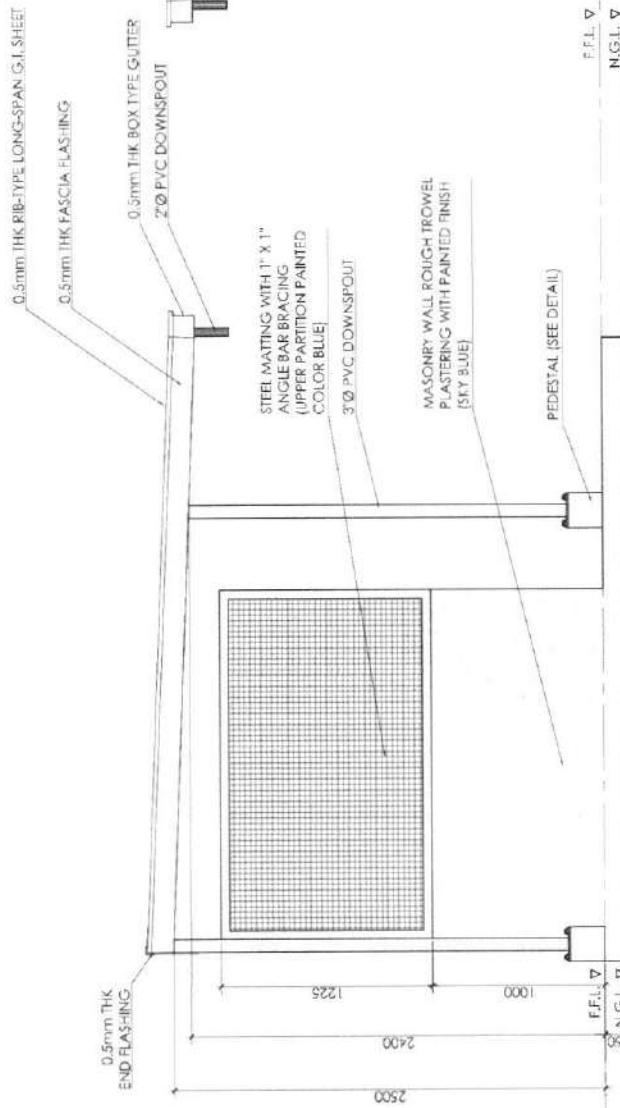 0.5mm THK RIB-TYPE LONG-SPAN G.I. SHEET
0.5mm THK FASCIA FLASHING
0.5mm THK BOX TYPE GUTTER
2"Ø PVC DOWNSPOUT
STEEL MATTING WITH 1" X 1"
ANGLE BAR BRACING
(UPPER PARTITION PAINTED
COLOR BLUE)
3"Ø PVC DOWNSPOUT
MASONRY WALL ROUGH TROWEL
PLASTERING WITH PAINTED FINISH
(SKY BLUE)
PEDESTAL (SEE DETAIL)
F.F.L.
N.G.L.
0.5mm THK
END FLASHING
1225
1000
2400
2500
F.F.L.
N.G.L.